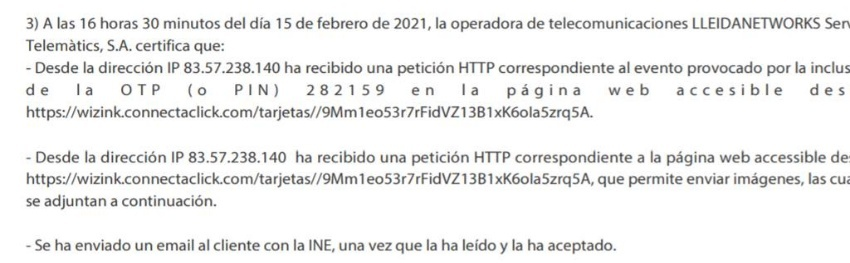 3) A las 16 horas 30 minutos del día 15 de febrero de 2021, la operadora de telecomunicaciones LLEIDANETWORKS Serv
Telemàtics, S.A. certifica que:
- Desde la dirección IP 83.57.238.140 ha recibido una petición HTTP correspondiente al evento provocado por la inclus
de la OTP (o PIN) 282159 en la página web accesible des
https://wizink.connectaclick.com/tarjetas//9Mm1eo53r7rFidVZ13B1xK6oIa5zrq5A.
- Desde la dirección IP 83.57.238.140 ha recibido una petición HTTP correspondiente a la página web accessible de
https://wizink.connectaclick.com/tarjetas//9Mm1eo53r7rFidVZ13B1xK6oIa5zrq5A, que permite enviar imágenes, las cua
se adjuntan a continuación.
- Se ha enviado un email al cliente con la INE, una vez que la ha leído y la ha aceptado.